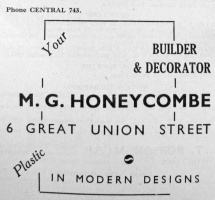 Phone CENTRAL 743.
Your
BUILDER
& DECORATOR
M. G. HONEYCOMBE
6 GREAT UNION STREET
Plastic
IN MODERN DESIGNS